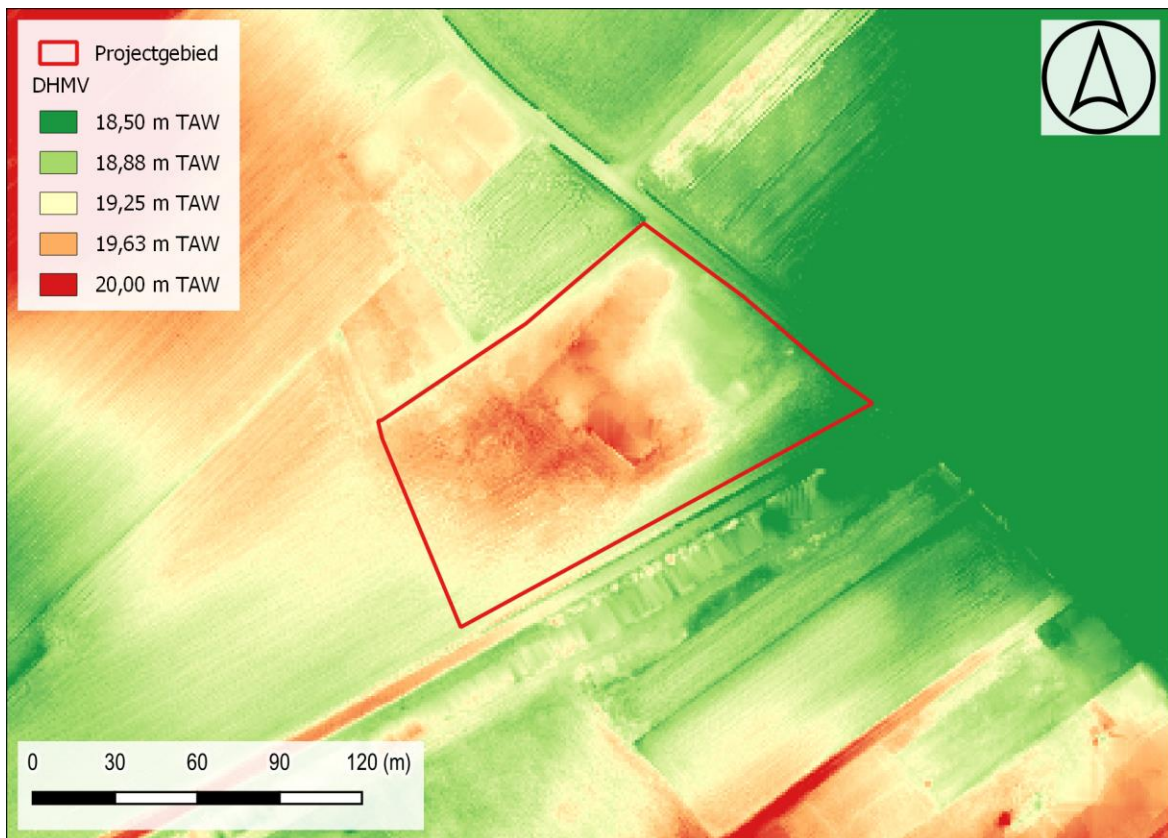 Projectgebied
DHMV
18,50 m TAW
18,88 m TAW
19,25 m TAW
19,63 m TAW
20,00 m TAW
0 30 60 90 120 (m)